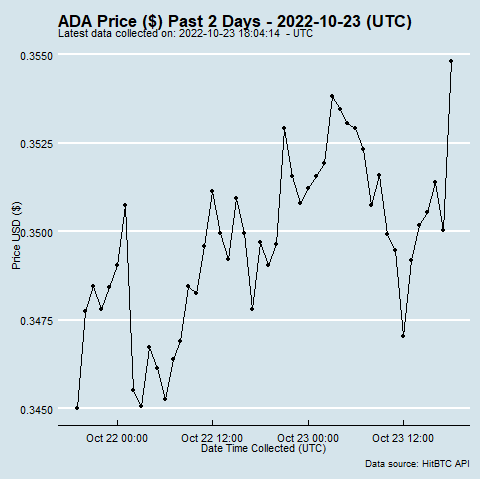 ADA Price ($) Past 2 Days - 2022-10-23 (UTC)
Latest data collected on: 2022-10-23 18:04:14  - UTC
0.3550
0.3525
0.3500
0.3475
0.3450
Price USD ($)
Oct 22 00:00 Oct 22 12:00 Oct 23 00:00 Oct 23 12:00
Date Time Collected (UTC)
Data source: HitBTC API